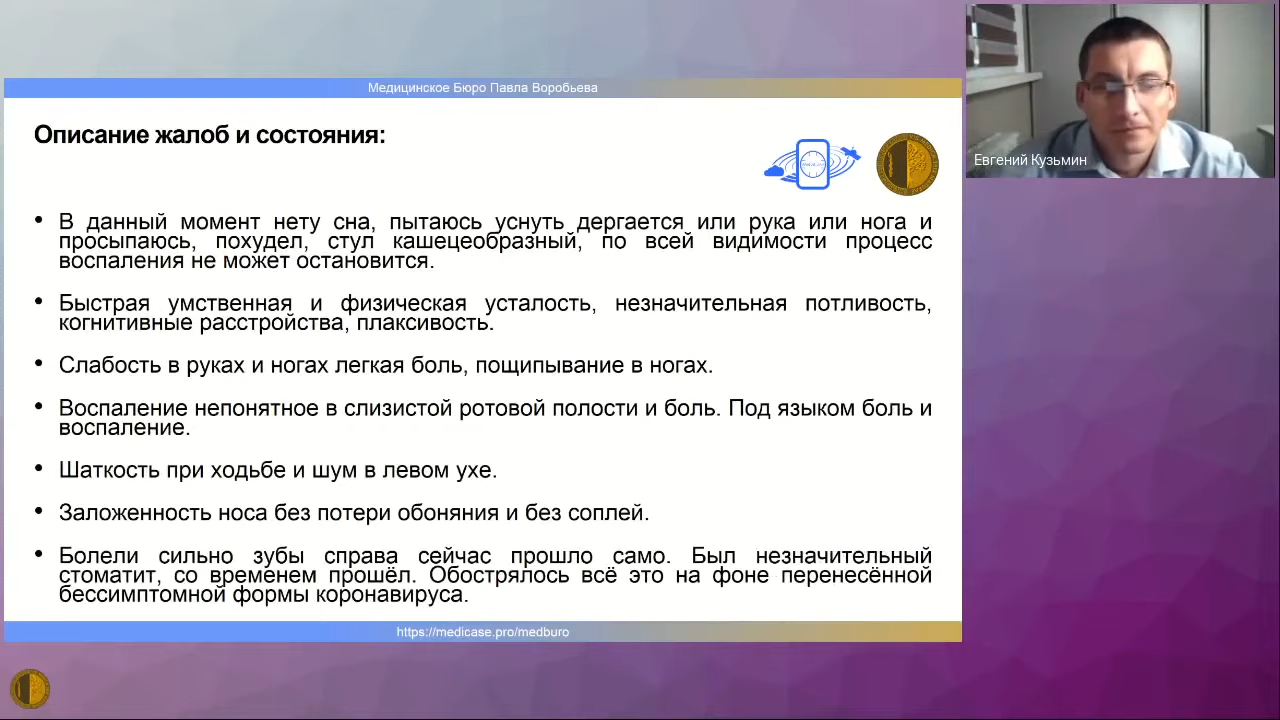 Медицинское Бюро Павла Воробьева
Описание жалоб и состояния:
Евгений Кузьмин
• В данный момент нету сна, пытаюсь уснуть дергается или рука или нога и
просыпаюсь, похудел, стул кашецеобразный, по всей видимости процесс
воспаления не может остановится.
• Быстрая умственная и физическая усталость, незначительная потливость,
когнитивные расстройства, плаксивость.
• Слабость в руках и ногах легкая боль, пощипывание в ногах.
• Воспаление непонятное в слизистой ротовой полости и боль. Под языком боль и
воспаление.
• Шаткость при ходьбе и шум в левом ухе.
• Заложенность носа без потери обоняния и без соплей.
• Болели сильно зубы справа сейчас прошло само. Был незначительный
стоматит, со временем прошёл. Обострялось всё это на фоне перенесённой
бессимптомной формы коронавируса.
https://medicase.pro/medburo